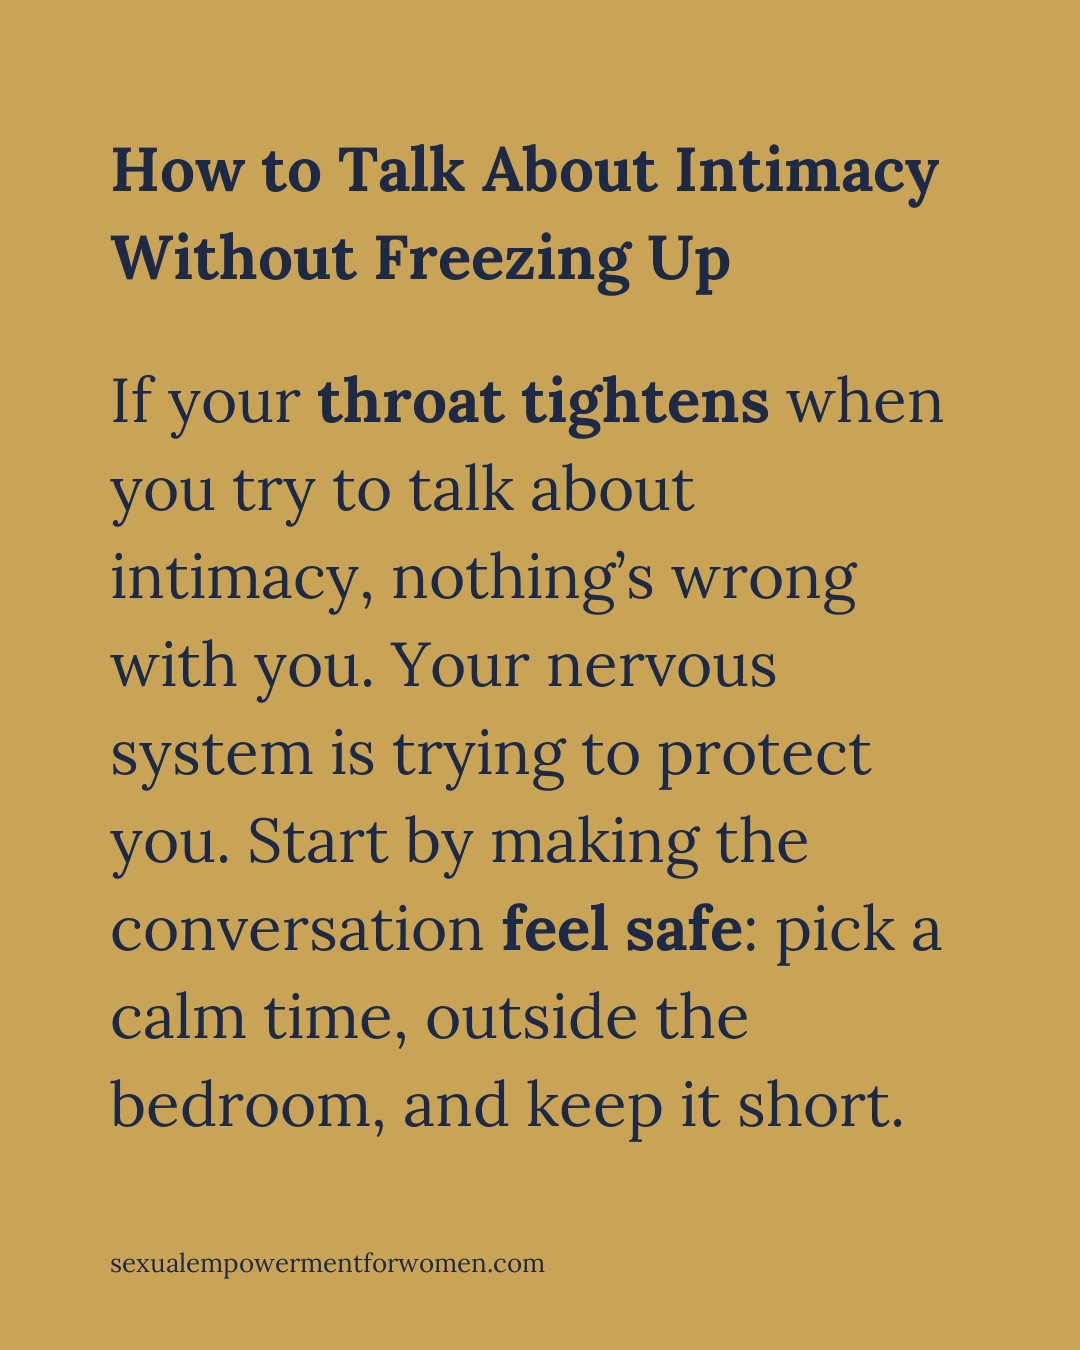 How to Talk About Intimacy
Without Freezing Up
If your throat tightens when
you try to talk about
intimacy, nothing’s wrong
with you. Your nervous
system is trying to protect
you. Start by making the
conversation feel safe: pick a
calm time, outside the
bedroom, and keep it short.
sexualempowermentforwomen.com